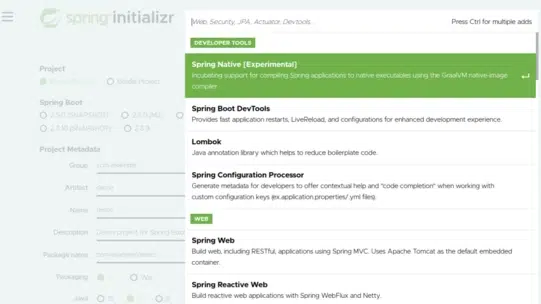 spring initializr
Web, Security, JPA, Actuator, Devtools...
Press Ctrl for multiple adds
DEVELOPER TOOLS
Spring Native [Experimental]
Incubating support for compiling Spring applications to native executables using the GraalVM native-image
compiler.
Spring Boot DevTools
Provides fast application restarts, LiveReload, and configurations for enhanced development experience.
Lombok
Java annotation library which helps to reduce boilerplate code.
Spring Configuration Processor
Generate metadata for developers to offer contextual help and "code completion" when working with
custom configuration keys (ex.application.properties/.yml files).
WEB
Spring Web
Build web, including RESTful, applications using Spring MVC. Uses Apache Tomcat as the default embedded
container.
Spring Reactive Web
Build reactive web applications with Spring WebFlux and Netty.
Project
Maven Project
Spring Boot
Project Metadata
Group
Artifact
Name
Description
Package name
Packaging
Jar
War
Java